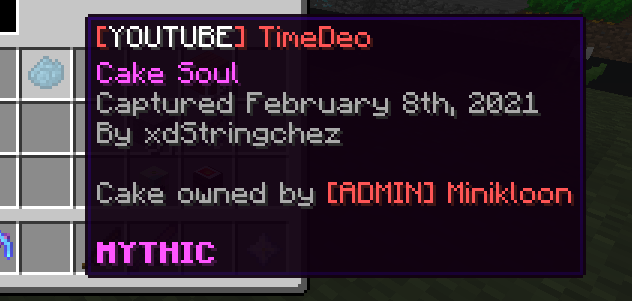 [YOUTUBE] TimeDeo
Cake Soul
Captured February 8th, 2021
By xdStringchez
Cake owned by [ADMIN] Minikloon
MYTHIC